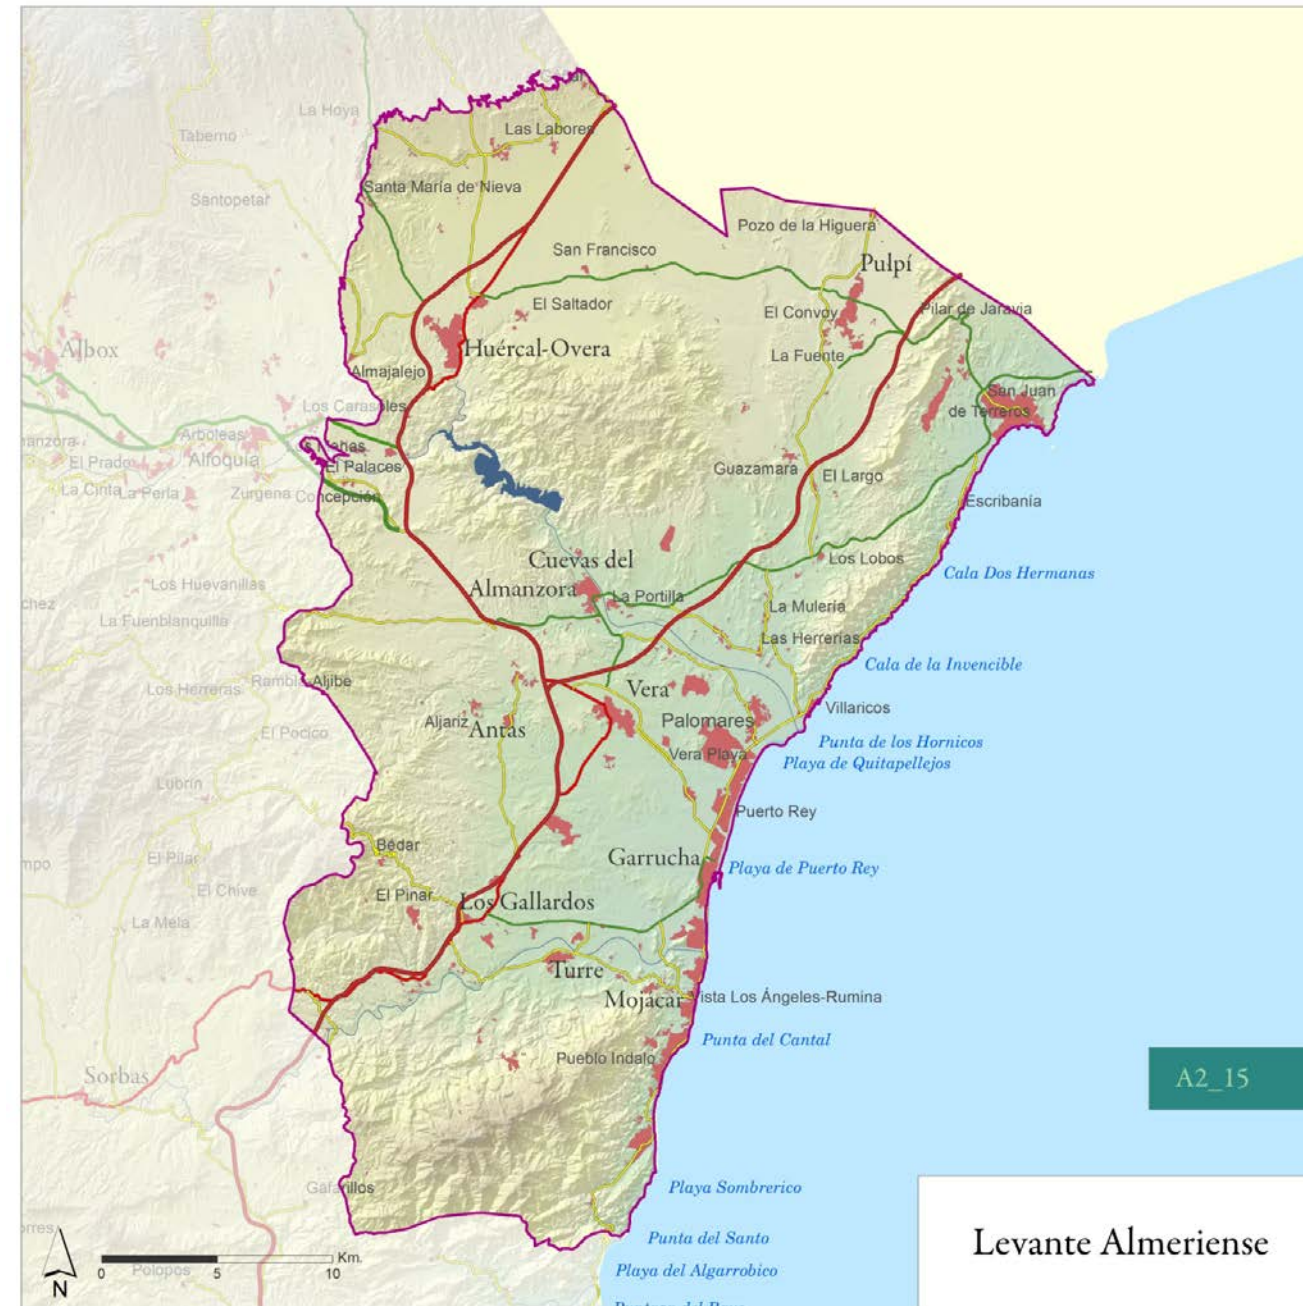 La Hoya
Las Labores
Taberno
Santa María de Nieva
Santopetar
Pozo de la Higuera
San Francisco
Pulpí
El Saltador
El Convoy
Pilar de Jaravia
Albox
Huércal-Overa
La Fuente
Almajalejo
San Juan
de Terreros
Los Carasoles
Arboleas
El Prado
Alfoquía
El Palaces
Guazamara
El Largo
La Cinta
La Perla
Zurgena
Concepción
Escribanía
Cuevas del
Almanzora
Los Lobos
Cala Dos Hermanas
Los Huevanillas
La Portilla
La Mulería
La Fuenblanquilla
Las Herrerías
Cala de la Invencible
Los Herreras
Rambla-Aljibe
Vera
Villaricos
Aljariz
Antas
Palomares
El Pocico
Punta de los Hornicos
Vera Playa
Playa de Quitapellejos
Lubrín
Puerto Rey
Bédar
El Pilar
Garrucha
Playa de Puerto Rey
El Chive
El Pinar
Los Gallardos
La Mela
Turre
Mojácar
Vista Los Ángeles-Rumina
Punta del Cantal
Pueblo Indalo
Sorbas
A2_15
Gafarillos
Playa Sombrerico
Punta del Santo
Levante Almeriense
Km.
0 5 10
Polopos
N
Playa del Algarrobico